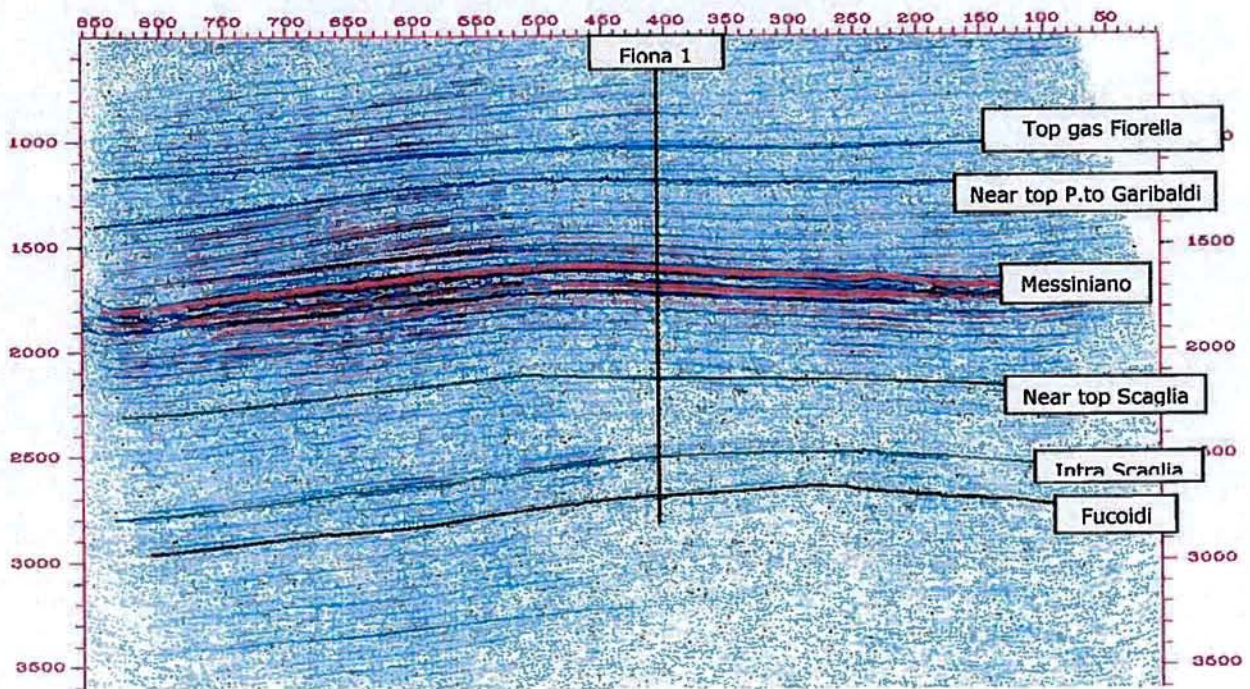 850 800 750 700 650 600 550 500 450 400 350 300 250 200 150 100 50
Fiona 1
Top gas Fiorella
1000
Near top P.to Garibaldi
1500 1500
Messiniano
2000 2000
Near top Scaglia
2500
Intra Scaglia
Fucoidi
3000 3000
3500 3500